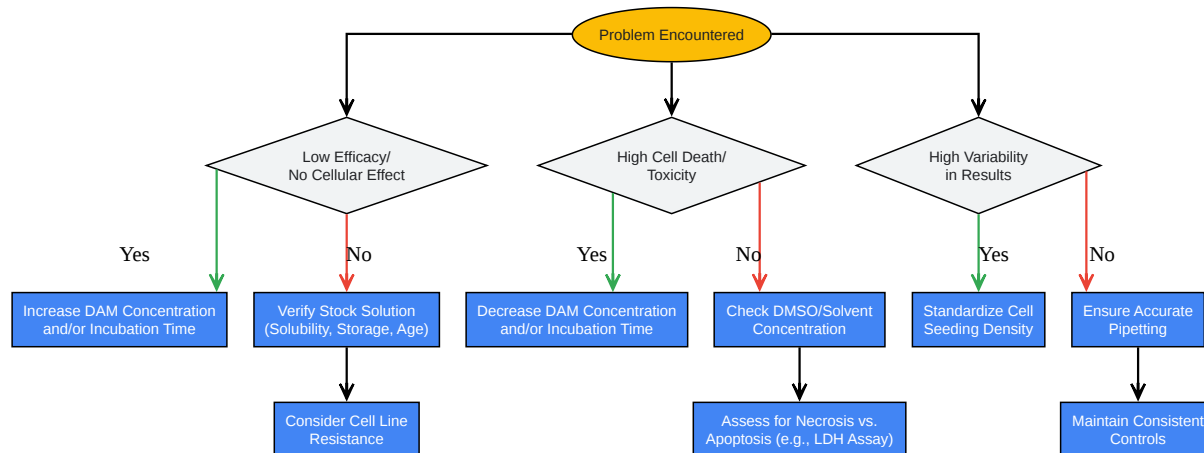 Problem Encountered
Low Efficacy/
No Cellular Effect
High Cell Death/
Toxicity
High Variability
in Results
Yes
No
Yes
No
Yes
No
Increase DAM Concentration
and/or Incubation Time
Verify Stock Solution
(Solubility, Storage, Age)
Decrease DAM Concentration
and/or Incubation Time
Check DMSO/Solvent
Concentration
Standardize Cell
Seeding Density
Ensure Accurate
Pipetting
Consider Cell Line
Resistance
Assess for Necrosis vs.
Apoptosis (e.g., LDH Assay)
Maintain Consistent
Controls